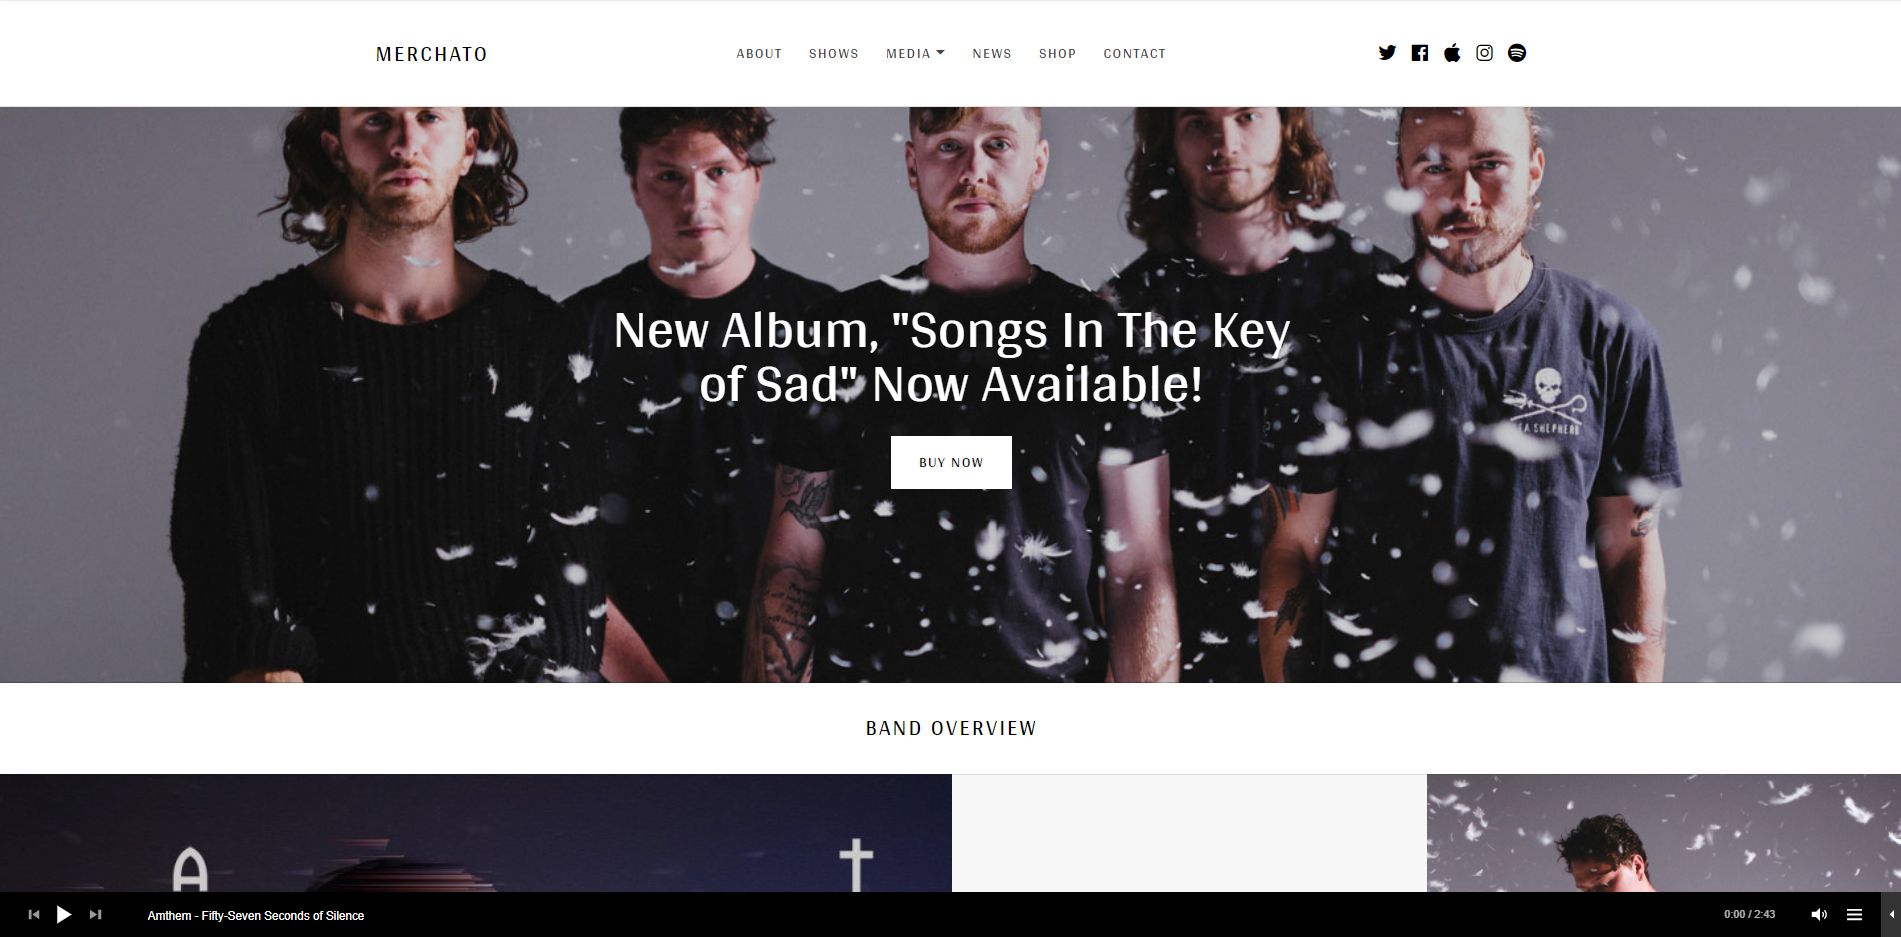 MERCHATO
ABOUT SHOWS MEDIA NEWS SHOP CONTACT
New Album, "Songs In The Key
of Sad" Now Available!
BUY NOW
SHEPHERD
BAND OVERVIEW
A †
Amthem - Fifty-Seven Seconds of Silence
0:00 / 2:43